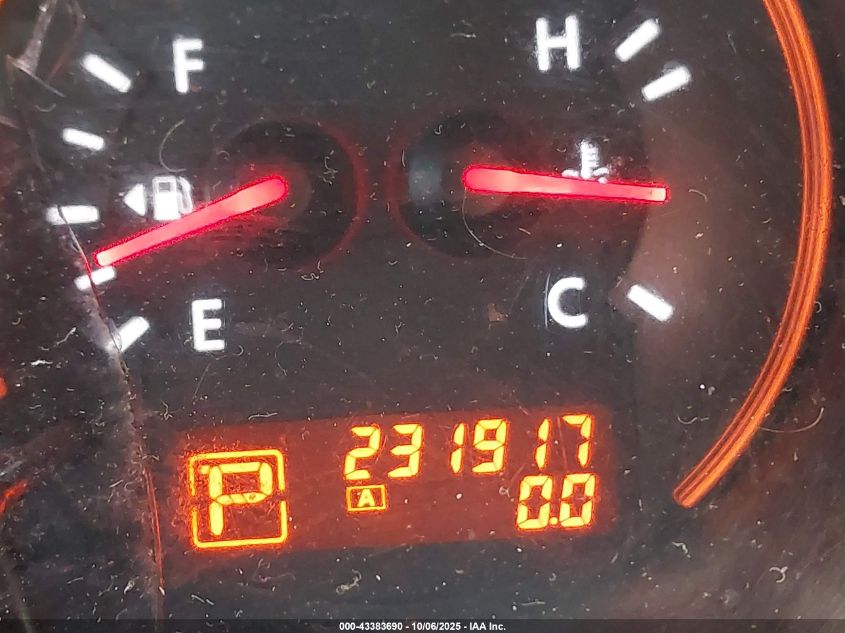 F H
E C
231917
P A 0.0
000-43383690 - 10/06/2025 - IAA Inc.